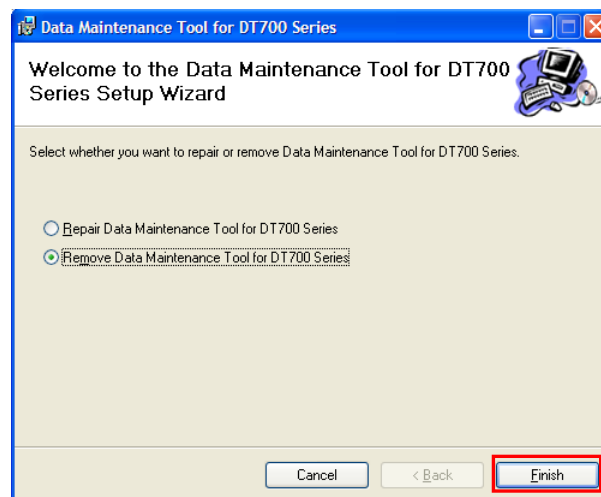 Data Maintenance Tool for DT700 Series
Welcome to the Data Maintenance Tool for DT700
Series Setup Wizard
Select whether you want to repair or remove Data Maintenance Tool for DT700 Series.
Repair Data Maintenance Tool for DT700 Series
Remove Data Maintenance Tool for DT700 Series
Cancel
< Back
Finish